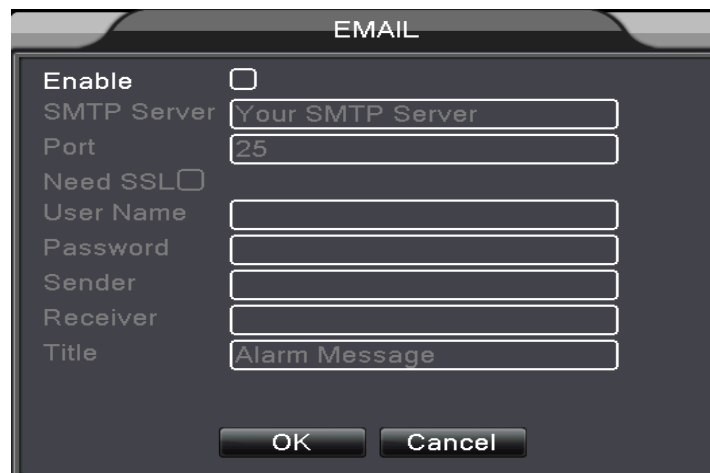 EMAIL
Enable
SMTP Server Your SMTP Server
Port 25
Need SSL
User Name
Password
Sender
Receiver
Title Alarm Message
OK Cancel